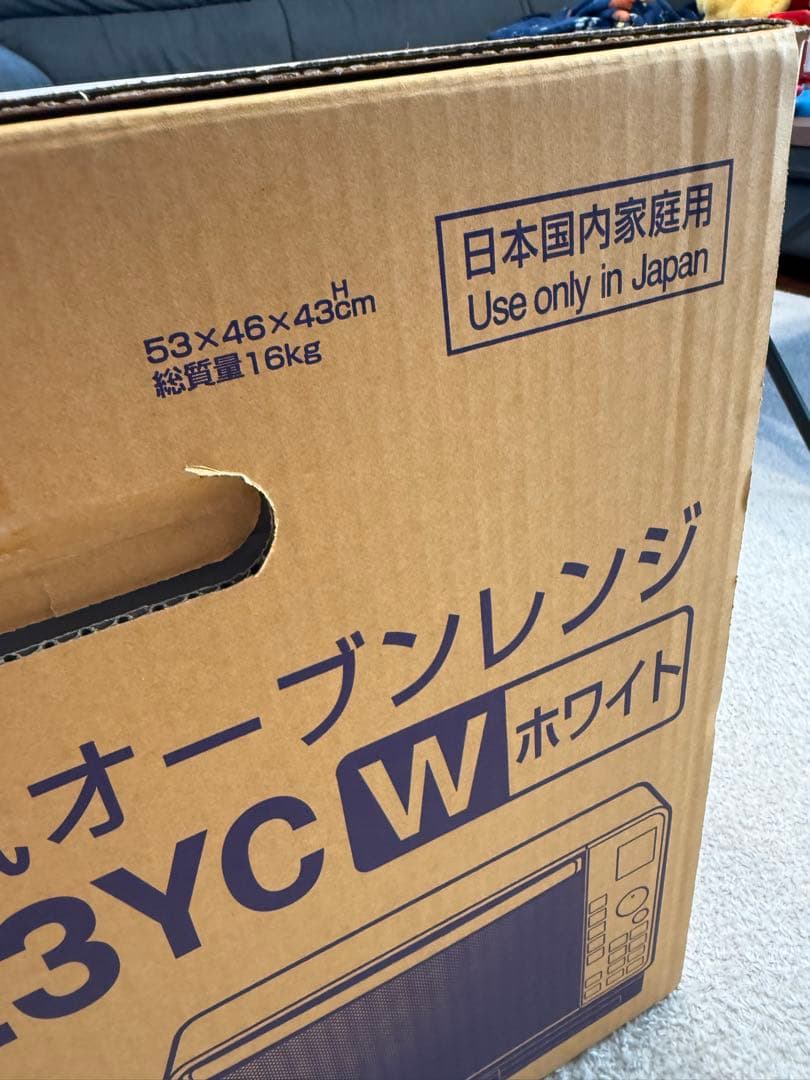 日本国内家庭用
Use only in Japan
53×46×43cm
H
総質量16kg
オーブンレンジ
3YC W ホワイト